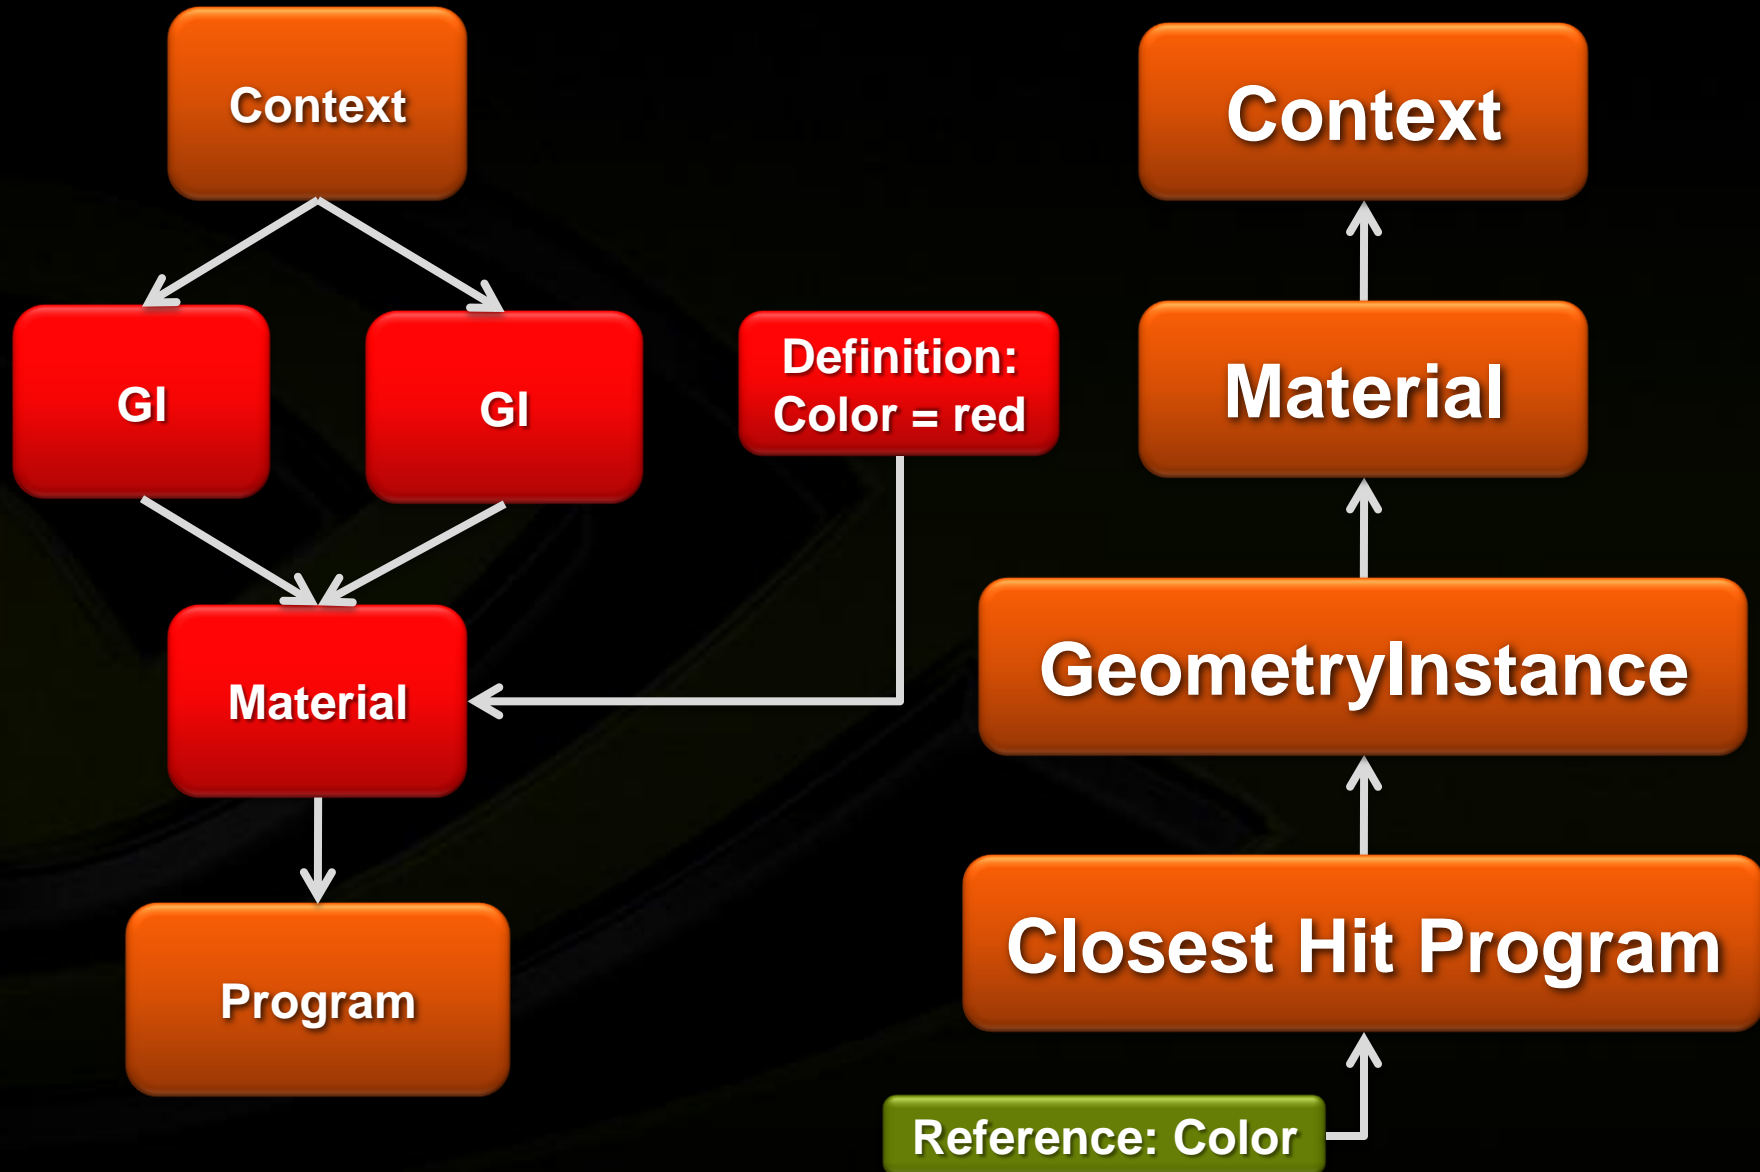 Context
GI
GI
Definition:
Color = red
Material
Program
Context
Material
GeometryInstance
Closest Hit Program
Reference: Color